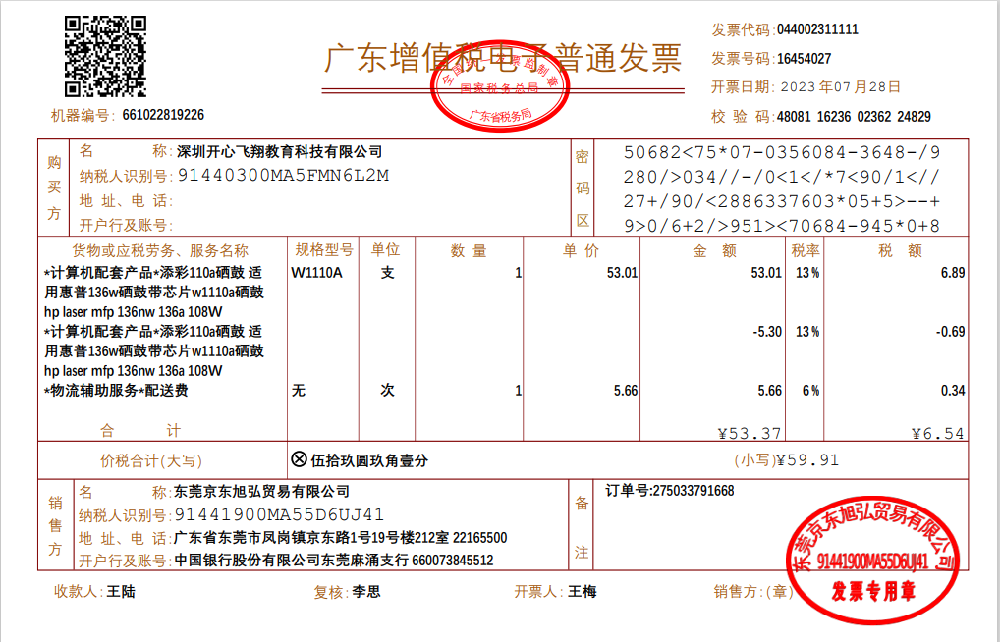 广东增值税电子普通发票
全国统一发票监制章
国家税务总局
广东省税务局
机器编号: 661022819226
发票代码:044002311111
发票号码:16454027
开票日期: 2023 年07 月28日
校 验 码:48081 16236 02362 24829
购买方
名 称:深圳开心飞翔教育科技有限公司
纳税人识别号:91440300MA5FMN6L2M
地 址、电 话:
开户行及账号:
密码区
50682<75*07-0356084-3648-/9
280/>034//-/0<1</*7<90/1<//
27+/90/<2886337603*05+5>--+
9>0/6+2/>951><70684-945*0+8
货物或应税劳务、服务名称 规格型号 单位 数 量 单 价 金 额 税率 税 额
*计算机配套产品*添彩110a硒鼓 适 W1110A 支 1 53.01 53.01 13% 6.89
用惠普136w硒鼓带芯片w1110a硒鼓
hp laser mfp 136nw 136a 108W
*计算机配套产品*添彩110a硒鼓 适 -5.30 13% -0.69
用惠普136w硒鼓带芯片w1110a硒鼓
hp laser mfp 136nw 136a 108W
*物流辅助服务*配送费 无 次 1 5.66 5.66 6% 0.34
合 计 ¥53.37 ¥6.54
价税合计(大写) ⊗伍拾玖圆玖角壹分 (小写)¥59.91
销售方
名 称:东莞京东旭弘贸易有限公司
纳税人识别号:91441900MA55D6UJ41
地 址、电 话:广东省东莞市凤岗镇京东路1号19号楼212室 22165500
开户行及账号:中国银行股份有限公司东莞麻涌支行 660073845512
备注
订单号:275033791668
东莞京东旭弘贸易有限公司
91441900MA55D6UJ41
发票专用章
收款人:王陆 复核:李思 开票人:王梅 销售方:(章)